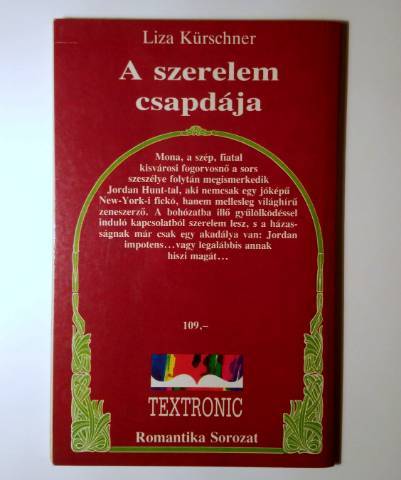 Liza Kürschner
A szerelem
csapdája
Mona, a szép, fiatal
kisvárosi fogorvosnő a sors
szeszélye folytán megismerkedik
Jordan Hunt-tal, aki nemcsak egy jóképű
New-York-i fickó, hanem mellesleg világhírű
zeneszerző. A bohózatba illő gyűlölködéssel
induló kapcsolatból szerelem lesz, s a házas-
ságnak már csak egy akadálya van: Jordan
impotens...vagy legalábbis annak
hiszi magát...
109,–
TEXTRONIC
Romantika Sorozat